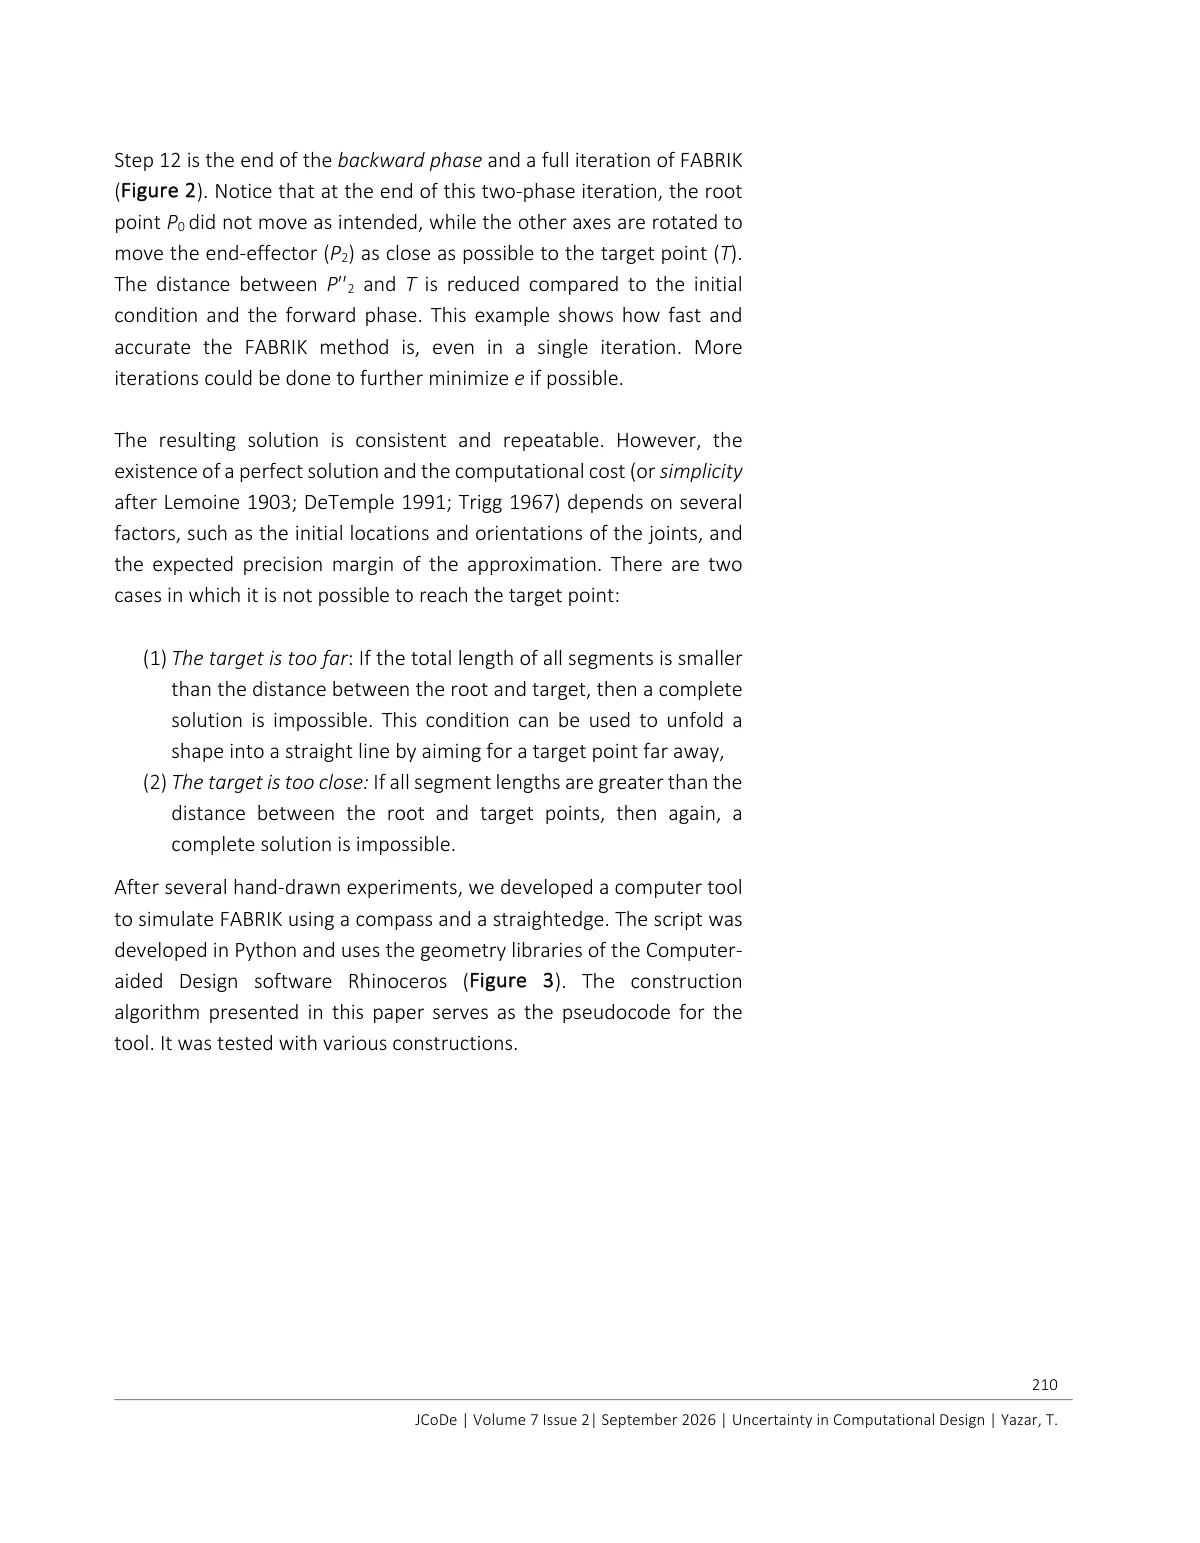 Step 12 is the end of the backward phase and a full iteration of FABRIK
(Figure 2). Notice that at the end of this two-phase iteration, the root
point P0 did not move as intended, while the other axes are rotated to
move the end-effector (P2) as close as possible to the target point (T).
The distance between P′′2 and T is reduced compared to the initial
condition and the forward phase. This example shows how fast and
accurate the FABRIK method is, even in a single iteration. More
iterations could be done to further minimize e if possible.
The resulting solution is consistent and repeatable. However, the
existence of a perfect solution and the computational cost (or simplicity
after Lemoine 1903; DeTemple 1991; Trigg 1967) depends on several
factors, such as the initial locations and orientations of the joints, and
the expected precision margin of the approximation. There are two
cases in which it is not possible to reach the target point:
(1) The target is too far: If the total length of all segments is smaller
than the distance between the root and target, then a complete
solution is impossible. This condition can be used to unfold a
shape into a straight line by aiming for a target point far away,
(2) The target is too close: If all segment lengths are greater than the
distance between the root and target points, then again, a
complete solution is impossible.
After several hand-drawn experiments, we developed a computer tool
to simulate FABRIK using a compass and a straightedge. The script was
developed in Python and uses the geometry libraries of the Computer-
aided Design software Rhinoceros (Figure 3). The construction
algorithm presented in this paper serves as the pseudocode for the
tool. It was tested with various constructions.
210
JCoDe | Volume 7 Issue 2| September 2026 | Uncertainty in Computational Design | Yazar, T.